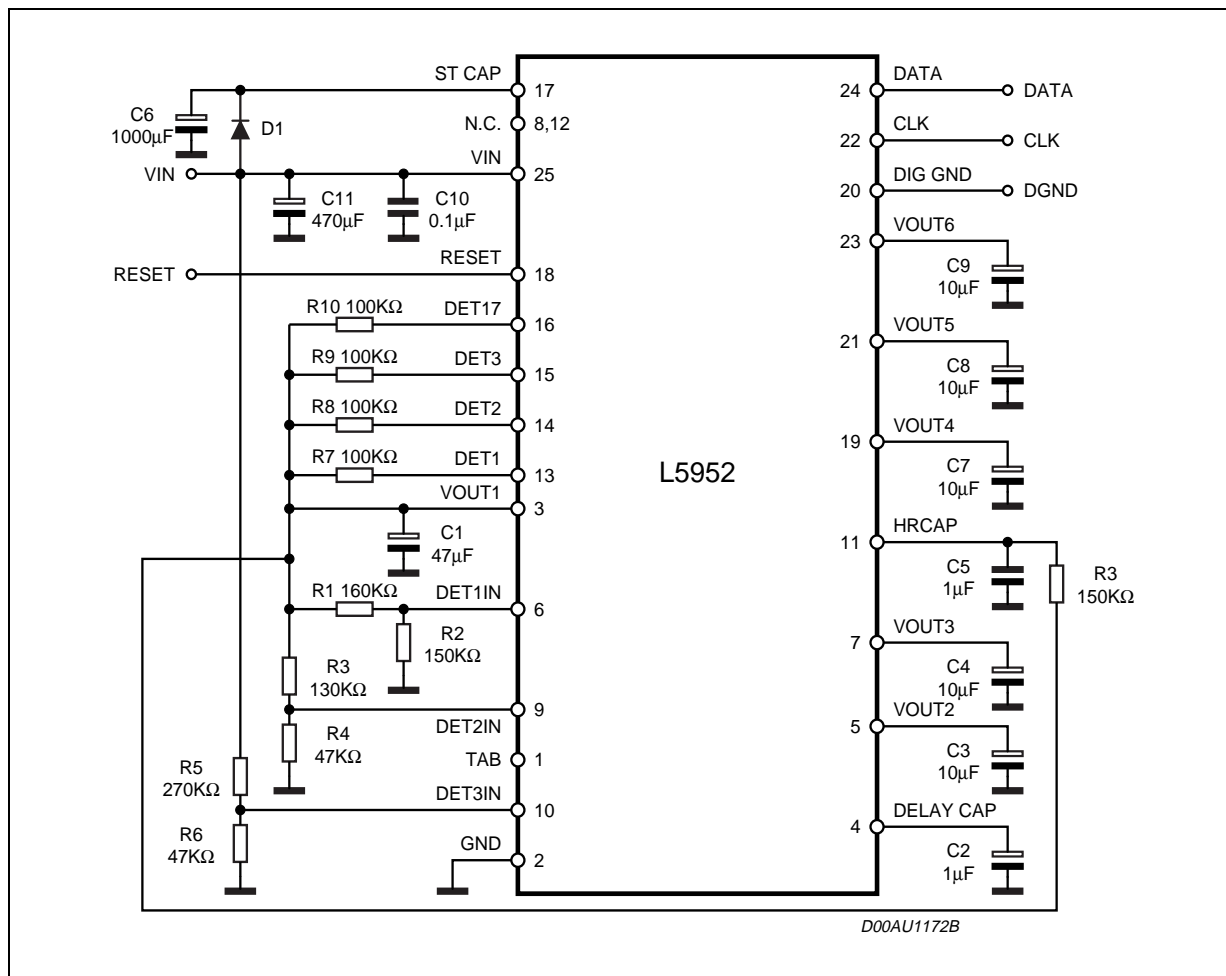 ST CAP
17
C6
1000µF
D1
N.C.
8,12
VIN
VIN
25
C11
470µF
C10
0.1µF
RESET
RESET
18
R10 100KΩ
DET17
16
R9 100KΩ
DET3
15
R8 100KΩ
DET2
14
R7 100KΩ
DET1
13
VOUT1
3
C1
47µF
R1 160KΩ
DET1IN
6
R2
150KΩ
R3
130KΩ
9
DET2IN
R4
47KΩ
TAB
1
R5
270KΩ
DET3IN
10
R6
47KΩ
GND
2
L5952
DATA
24
DATA
CLK
22
CLK
DIG GND
20
DGND
VOUT6
23
C9
10µF
VOUT5
21
C8
10µF
VOUT4
19
C7
10µF
HRCAP
11
C5
1µF
R3
150KΩ
VOUT3
7
C4
10µF
VOUT2
5
C3
10µF
DELAY CAP
4
C2
1µF
D00AU1172B